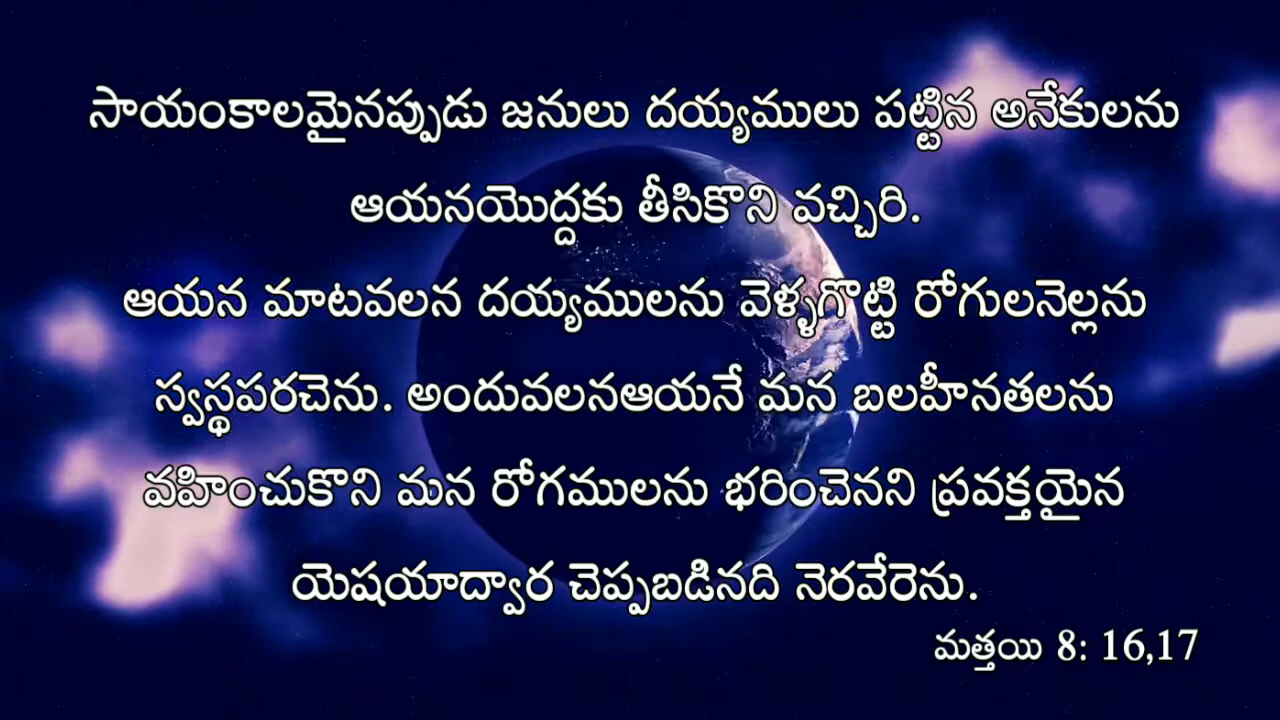 సాయంకాలమైనప్పుడు జనులు దయ్యములు పట్టిన అనేకులను
ఆయనయొద్దకు తీసికొని వచ్చిరి.
ఆయన మాటవలన దయ్యములను వెళ్ళగొట్టి రోగులనెల్లను
స్వస్థపరచెను. అందువలనఆయనే మన బలహీనతలను
వహించుకొని మన రోగములను భరించెనని ప్రవక్తయైన
యెషయాద్వార చెప్పబడినది నెరవేరెను.
మత్తయి 8: 16,17